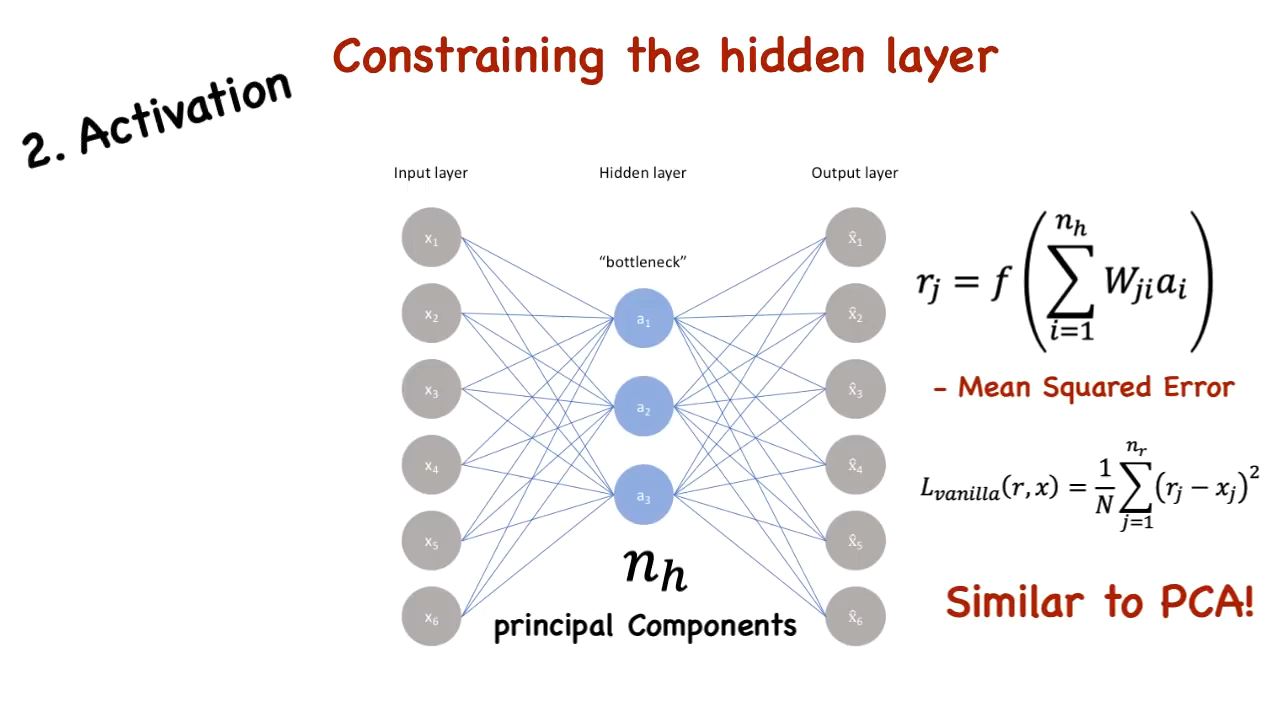 Constraining the hidden layer
2. Activation
Input layer
Hidden layer
Output layer
"bottleneck"
x₁
x₂
x₃
x₄
x₅
x₆
a₁
a₂
a₃
x̂₁
x̂₂
x̂₃
x̂₄
x̂₅
x̂₆
n_h
principal Components
r_j = f(∑_{i=1}^{n_h} W_{ji} a_i)
- Mean Squared Error
L_{vanilla}(r, x) = 1/N ∑_{j=1}^{n_r} (r_j − x_j)²
Similar to PCA!